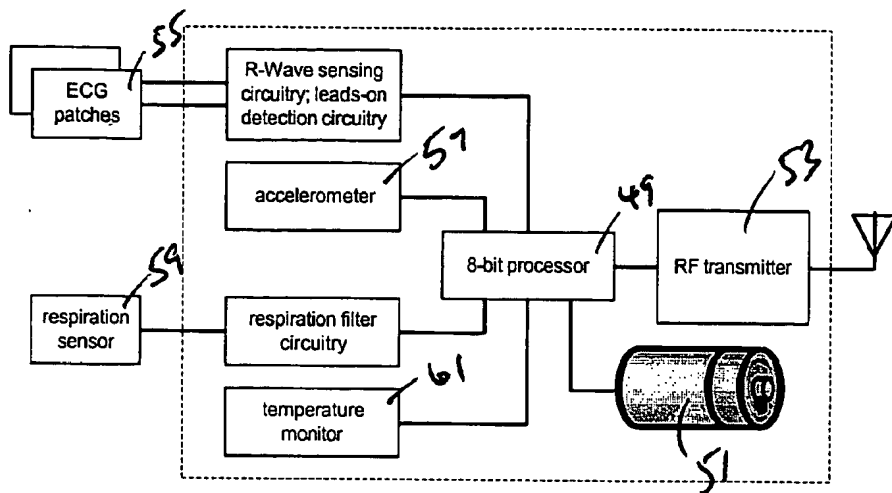 55
ECG
patches
R-Wave sensing
circuitry; leads-on
detection circuitry
57
accelerometer
49
8-bit processor
53
RF transmitter
59
respiration
sensor
respiration filter
circuitry
61
temperature
monitor
51